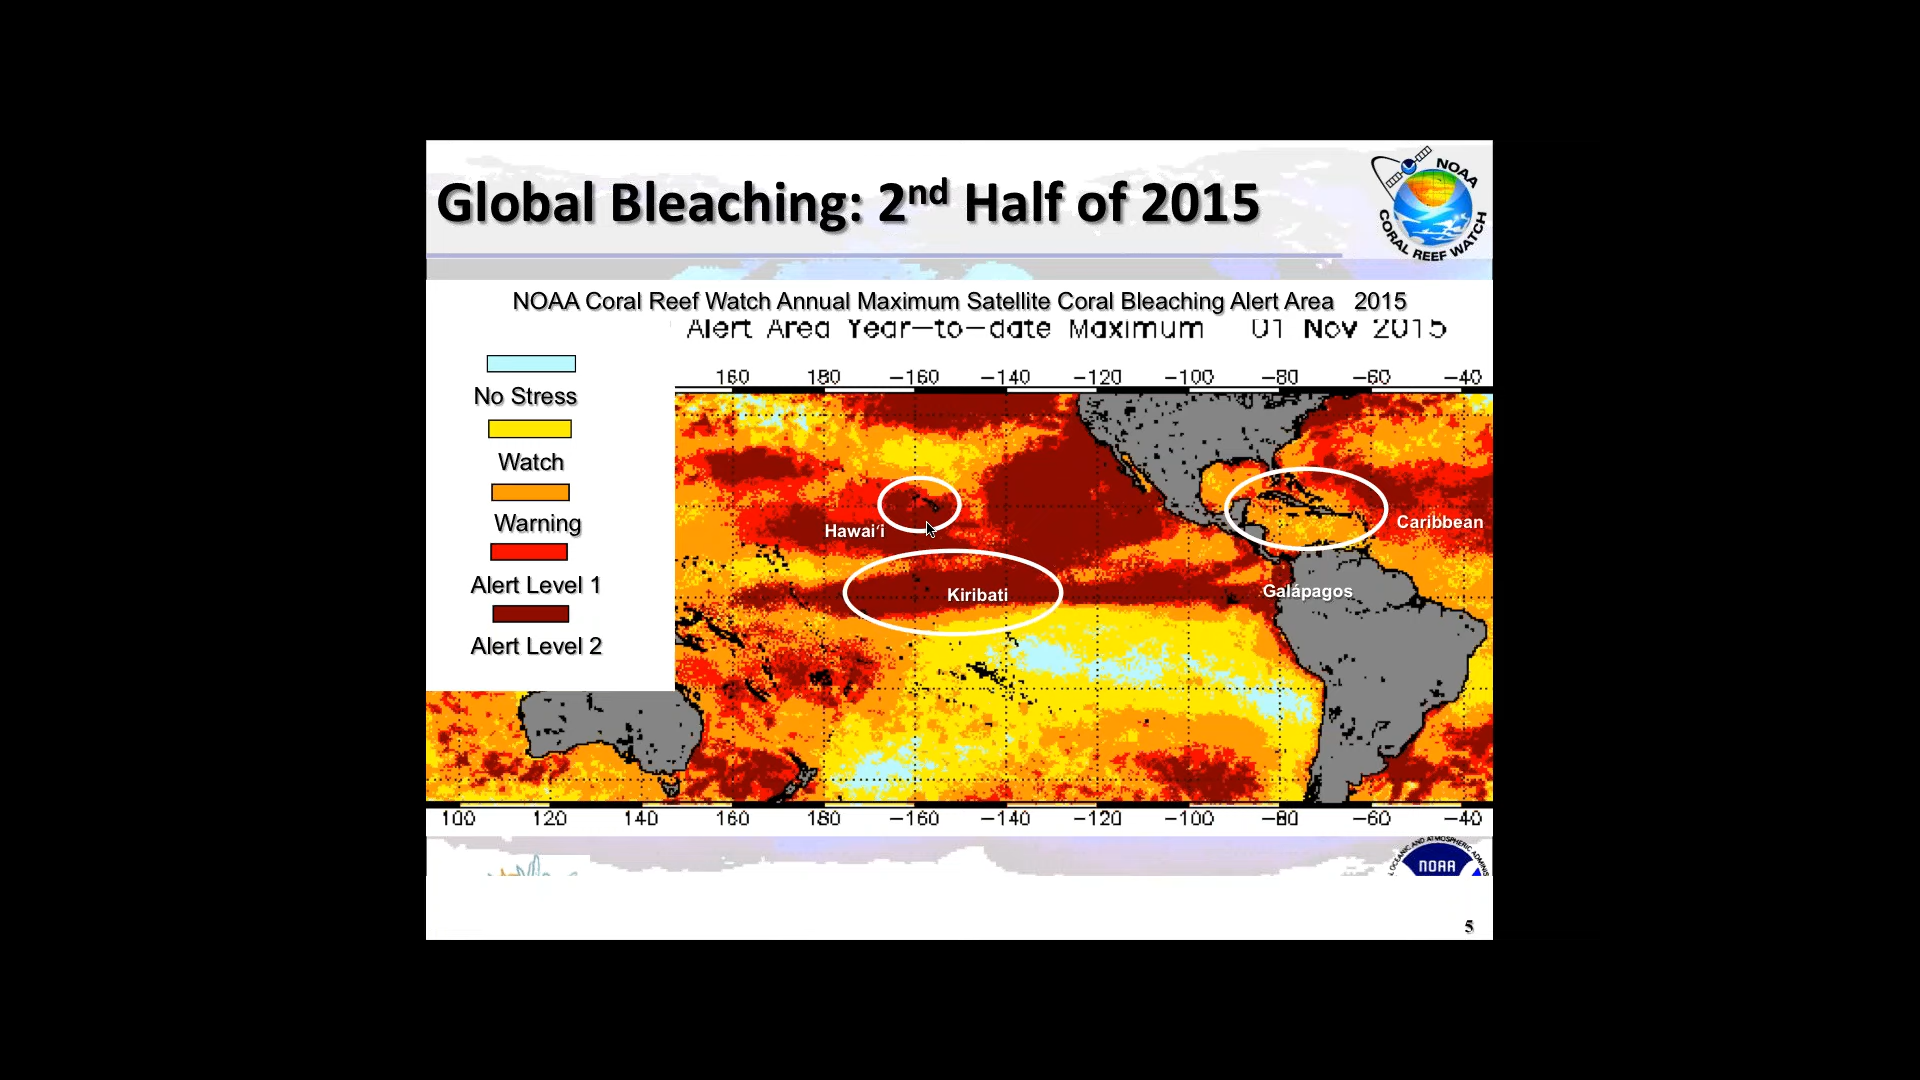 Global Bleaching: 2nd Half of 2015
NOAA
CORAL REEF WATCH
NOAA Coral Reef Watch Annual Maximum Satellite Coral Bleaching Alert Area 2015
Alert Area Year-to-date Maximum 01 Nov 2015
No Stress
Watch
Warning
Alert Level 1
Alert Level 2
160 180 -160 -140 -120 -100 -80 -60 -40
Hawaiʻi
Caribbean
Kiribati
Galápagos
100 120 140 160 180 -160 -140 -120 -100 -80 -60 -40
NOAA
5